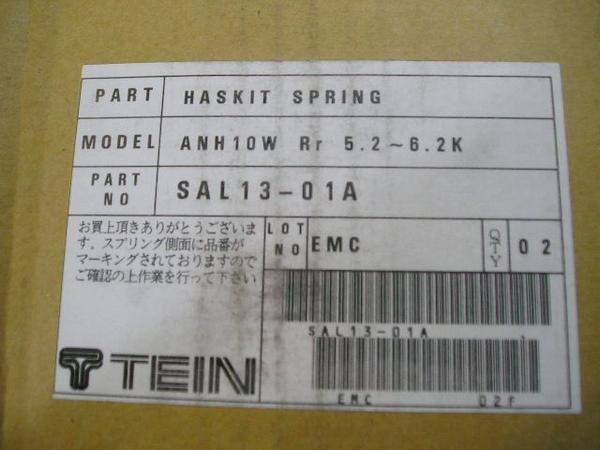 PART HASKIT SPRING
MODEL ANH10W Rr 5.2~6.2K
PART NO SAL13-01A
お買上頂きありがとうございま
す。スプリング側面に品番が
マーキングされておりますので
ご確認の上作業を行って下さい
LOT NO EMC QTY 02
SAL13-01A
EMC 02F
TEIN